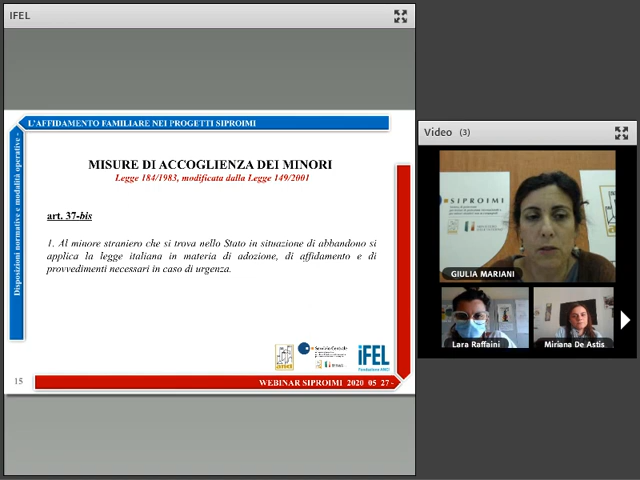 IFEL
L'AFFIDAMENTO FAMILIARE NEI PROGETTI SIPROIMI
Disposizioni normative e modalità operative -
MISURE DI ACCOGLIENZA DEI MINORI
Legge 184/1983, modificata dalla Legge 149/2001
art. 37-bis
1. Al minore straniero che si trova nello Stato in situazione di abbandono si
applica la legge italiana in materia di adozione, di affidamento e di
provvedimenti necessari in caso di urgenza.
Servizio Centrale
iFEL
Fondazione ANCI
15
WEBINAR SIPROIMI 2020 05 27 -
Video (3)
SIPROIMI
GIULIA MARIANI
Lara Raffaini
Miriana De Astis